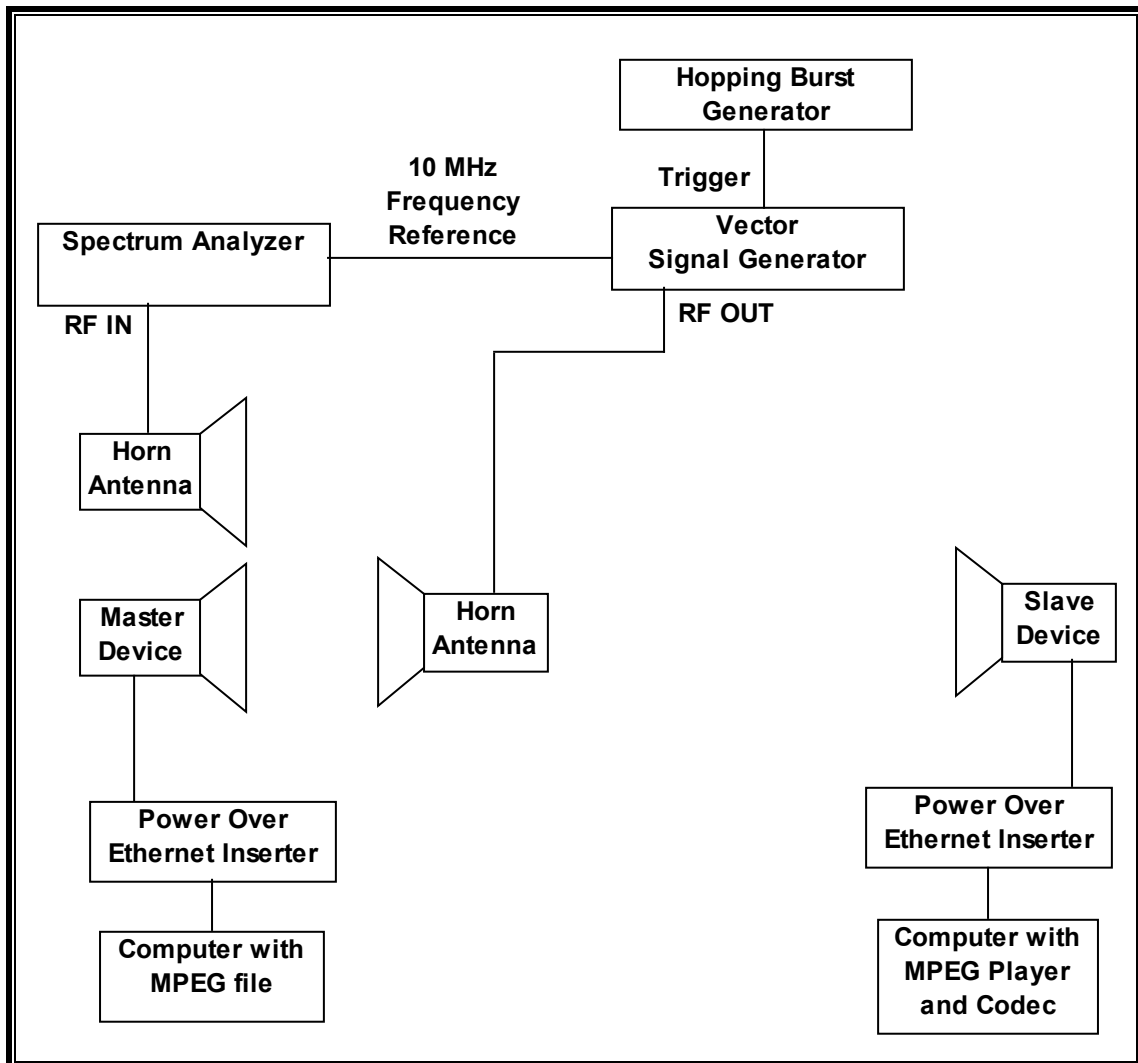 Hopping Burst
Generator
10 MHz
Frequency
Reference
Trigger
Spectrum Analyzer
Vector
Signal Generator
RF IN
RF OUT
Horn
Antenna
Master
Device
Horn
Antenna
Slave
Device
Power Over
Ethernet Inserter
Power Over
Ethernet Inserter
Computer with
MPEG file
Computer with
MPEG Player
and Codec